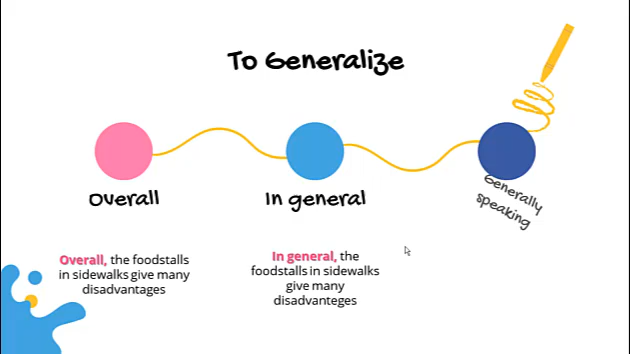 To Generalize
Overall
In general
Generally
speaking
Overall, the foodstalls
in sidewalks give many
disadvantages
In general, the
foodstalls in sidewalks
give many
disadvanteges